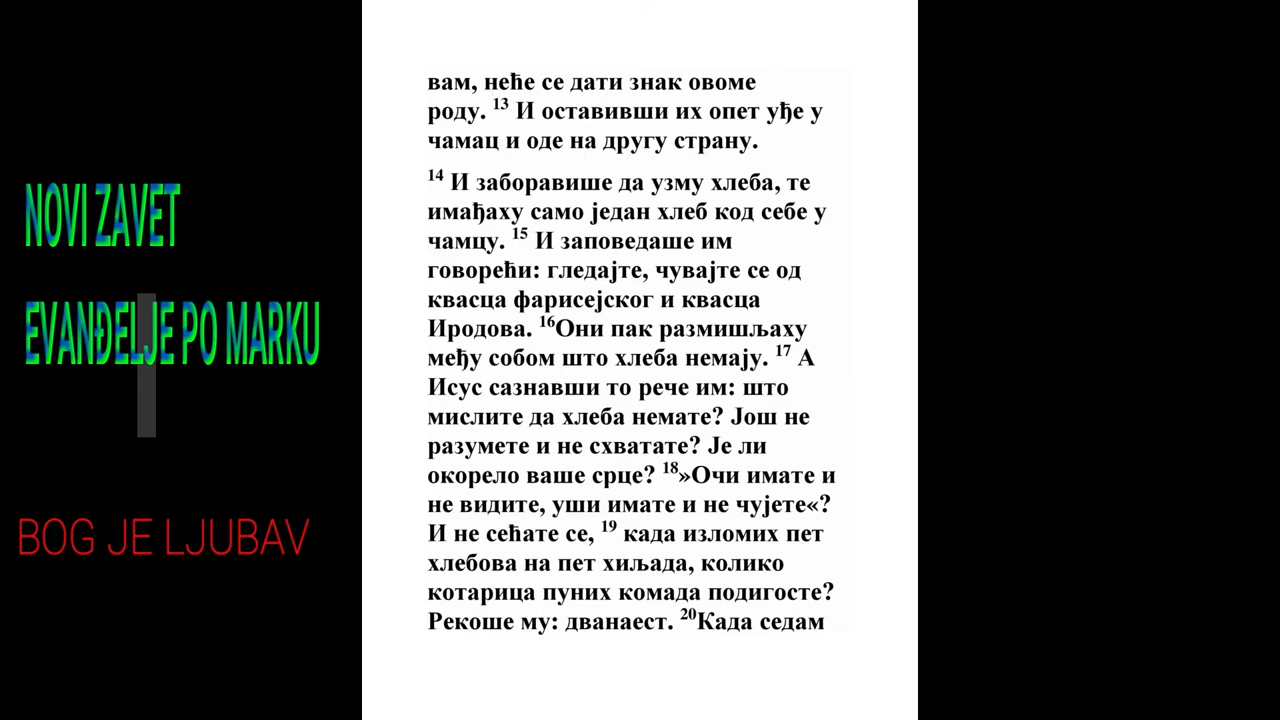 NOVI ZAVET
EVANĐELJE PO MARKU
BOG JE LJUBAV
вам, неће се дати знак овоме
роду. 13 И оставивши их опет уђе у
чамац и оде на другу страну.
14 И заборавише да узму хлеба, те
имађаху само један хлеб код себе у
чамцу. 15 И заповедаше им
говорећи: гледајте, чувајте се од
квасца фарисејског и квасца
Иродова. 16Они пак размишљаху
међу собом што хлеба немају. 17 А
Исус сазнавши то рече им: што
мислите да хлеба немате? Још не
разумете и не схватате? Је ли
окорело ваше срце? 18»Очи имате и
не видите, уши имате и не чујете«?
И не сећате се, 19 када изломих пет
хлебова на пет хиљада, колико
котарица пуних комада подигосте?
Рекоше му: дванаест. 20Када седам